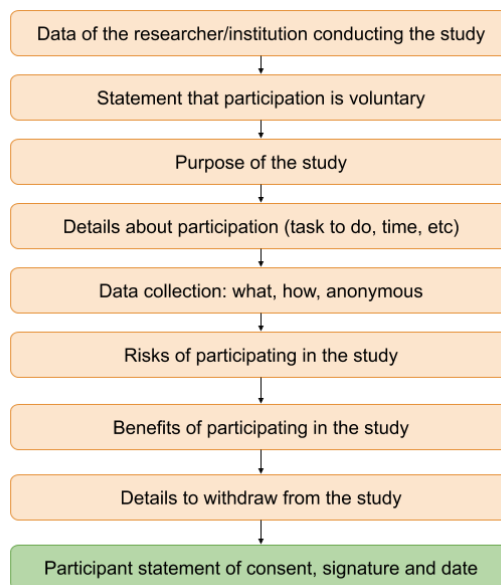 Data of the researcher/institution conducting the study
Statement that participation is voluntary
Purpose of the study
Details about participation (task to do, time, etc)
Data collection: what, how, anonymous
Risks of participating in the study
Benefits of participating in the study
Details to withdraw from the study
Participant statement of consent, signature and date